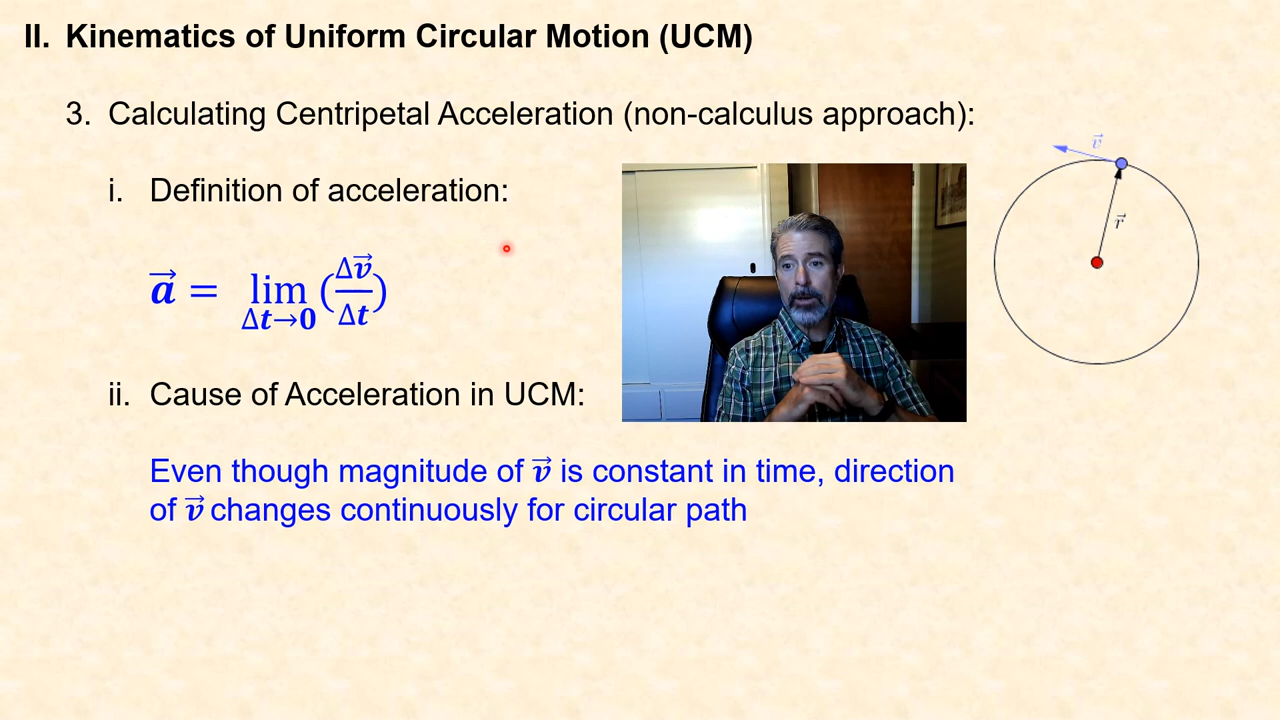 II. Kinematics of Uniform Circular Motion (UCM)
3. Calculating Centripetal Acceleration (non-calculus approach):
i. Definition of acceleration:
v⃗
r⃗
a⃗ = lim Δt→0 (Δv⃗/Δt)
ii. Cause of Acceleration in UCM:
Even though magnitude of v⃗ is constant in time, direction
of v⃗ changes continuously for circular path